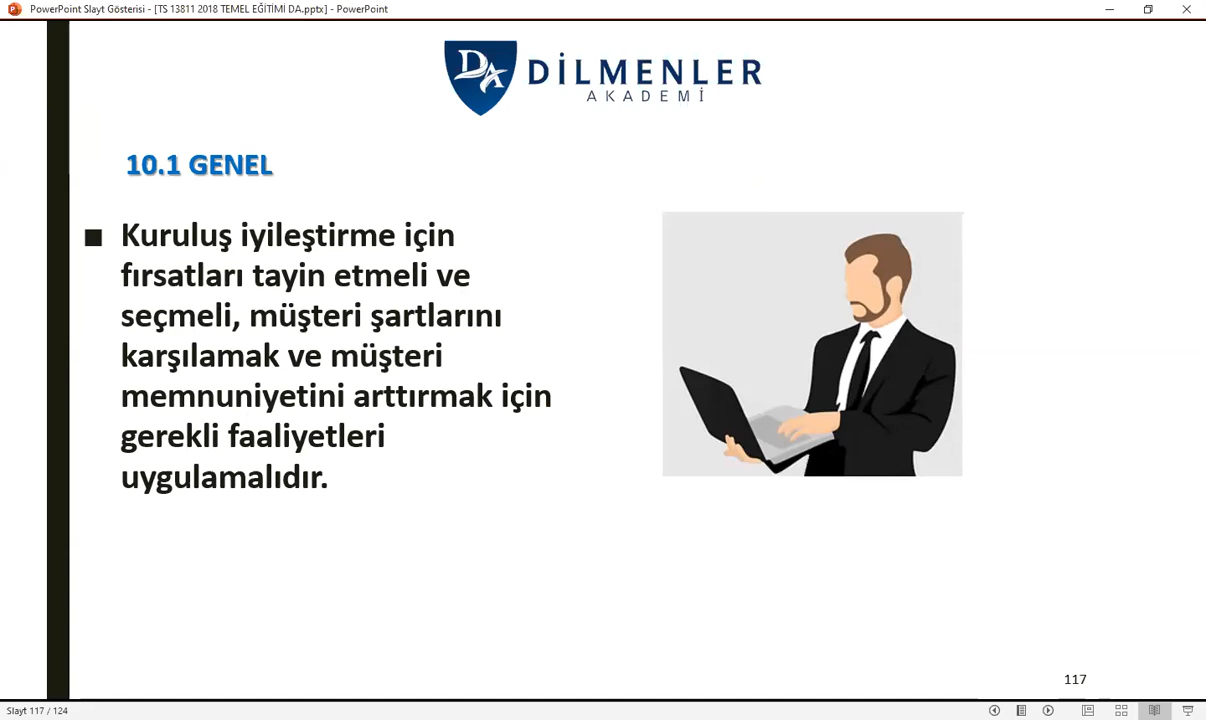 PowerPoint Slayt Gösterisi - [TS 13811 2018 TEMEL EĞİTİMİ DA.pptx] - PowerPoint
DA DİLMENLER
AKADEMİ
10.1 GENEL
■ Kuruluş iyileştirme için
fırsatları tayin etmeli ve
seçmeli, müşteri şartlarını
karşılamak ve müşteri
memnuniyetini arttırmak için
gerekli faaliyetleri
uygulamalıdır.
117
Slayt 117 / 124